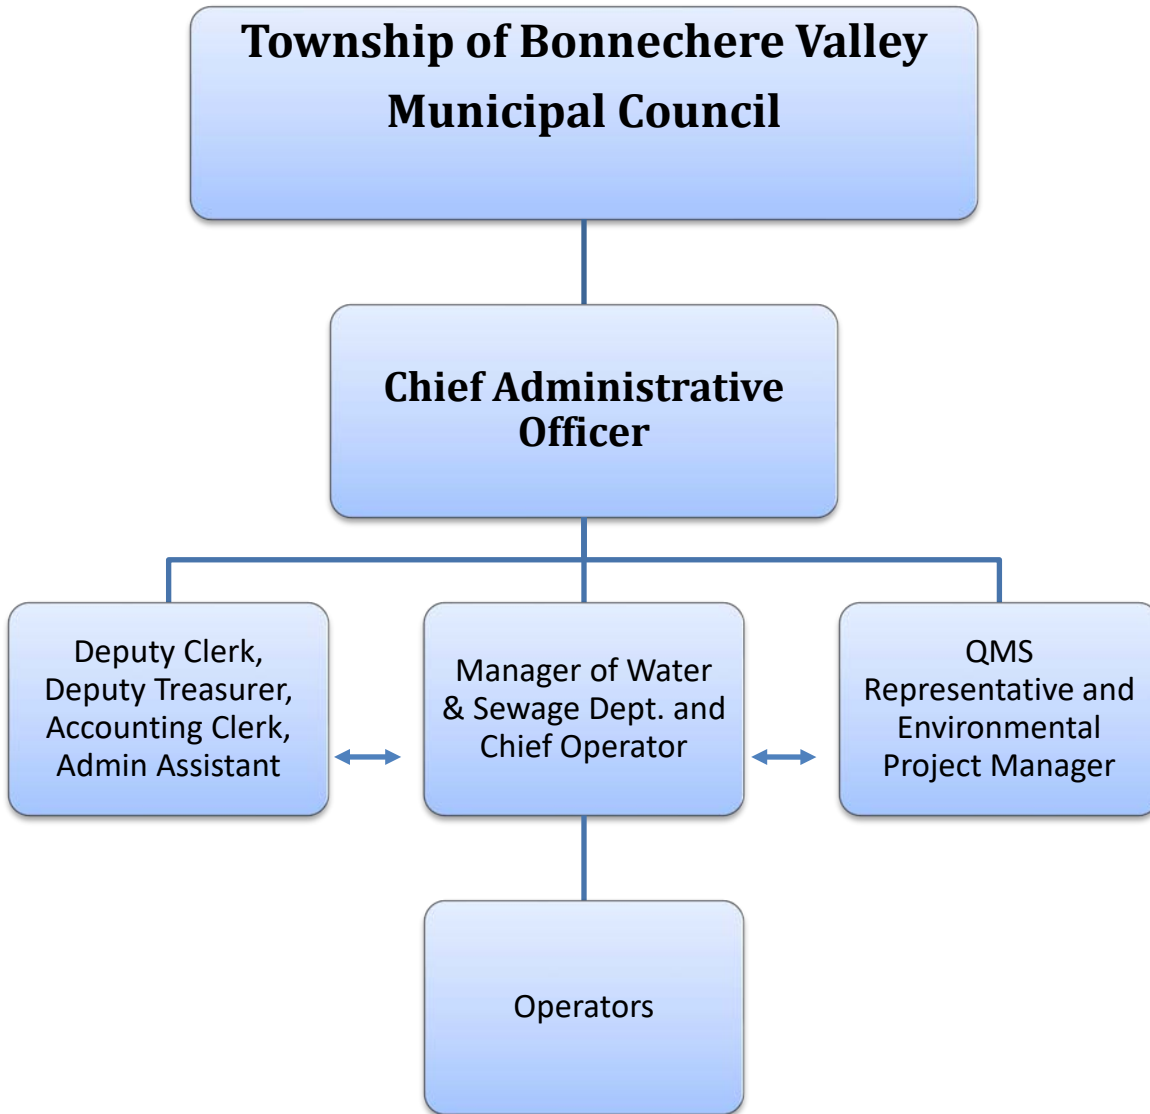 Township of Bonnechere Valley
Municipal Council
Chief Administrative
Officer
Deputy Clerk,
Deputy Treasurer,
Accounting Clerk,
Admin Assistant
Manager of Water
& Sewage Dept. and
Chief Operator
QMS
Representative and
Environmental
Project Manager
Operators